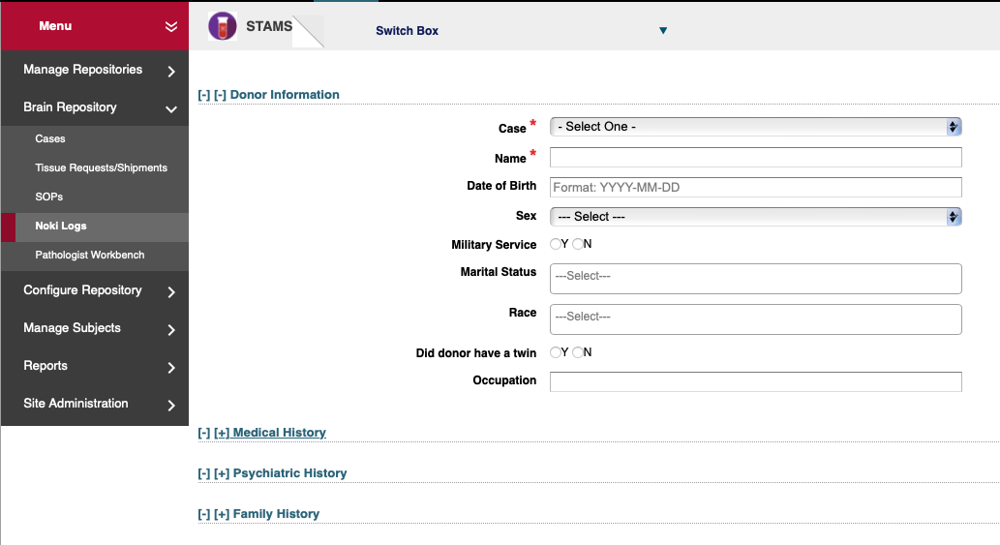 Menu
STAMS
Switch Box
Manage Repositories
Brain Repository
Cases
Tissue Requests/Shipments
SOPs
Noki Logs
Pathologist Workbench
Configure Repository
Manage Subjects
Reports
Site Administration
[-] [-] Donor Information
Case * - Select One -
Name *
Date of Birth Format: YYYY-MM-DD
Sex --- Select ---
Military Service Y N
Marital Status ---Select---
Race ---Select---
Did donor have a twin Y N
Occupation
[-] [+] Medical History
[-] [+] Psychiatric History
[-] [+] Family History